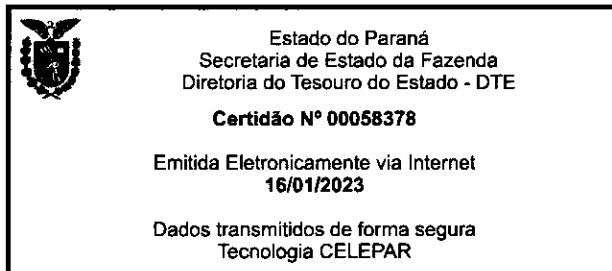 Estado do Paraná
Secretaria de Estado da Fazenda
Diretoria do Tesouro do Estado - DTE
Certidão Nº 00058378
Emitida Eletronicamente via Internet
16/01/2023
Dados transmitidos de forma segura
Tecnologia CELEPAR